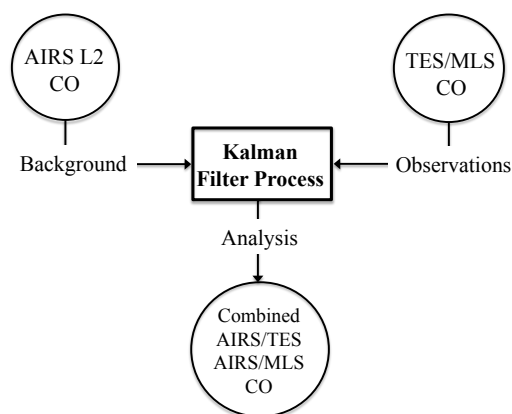 AIRS L2
CO
TES/MLS
CO
Background
Kalman
Filter Process
Observations
Analysis
Combined
AIRS/TES
AIRS/MLS
CO